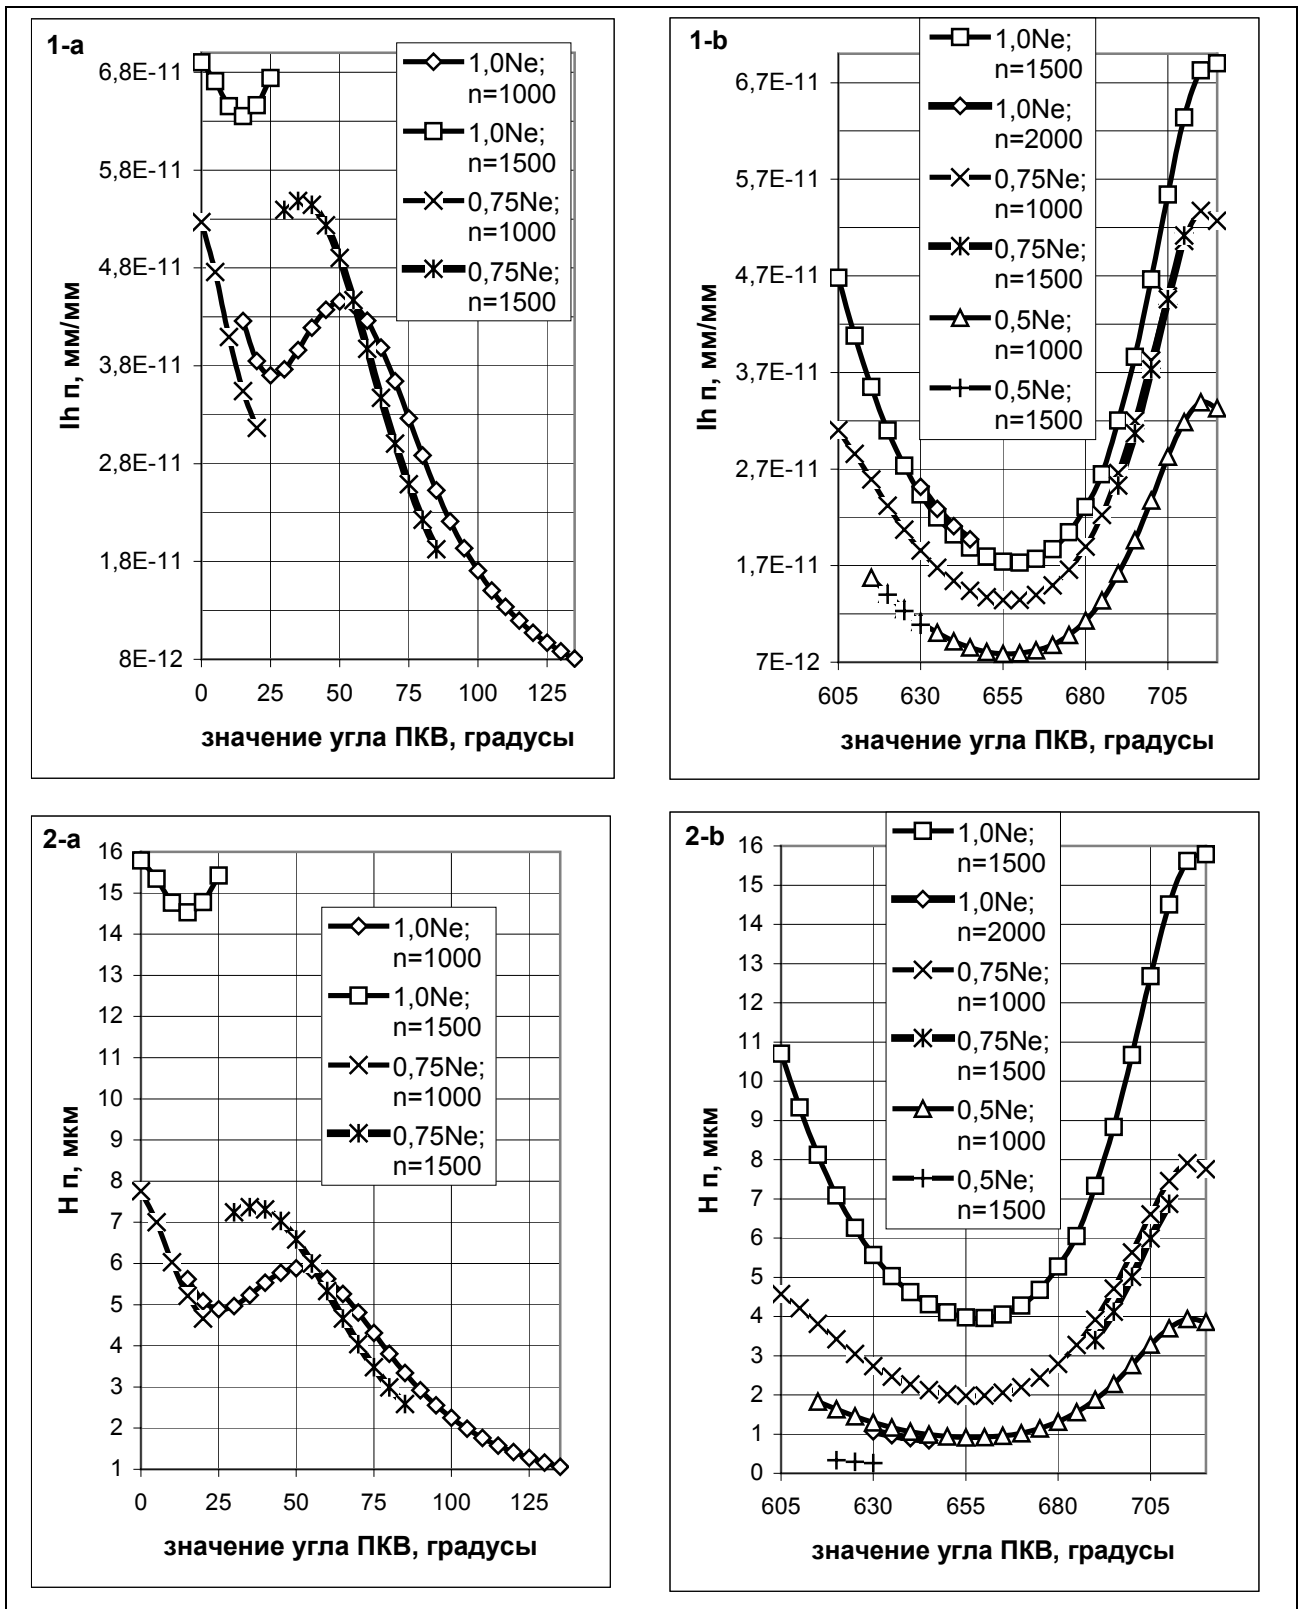 1-a
6,8E-11
5,8E-11
4,8E-11
3,8E-11
2,8E-11
1,8E-11
8E-12
Ih п, мм/мм
0 25 50 75 100 125
значение угла ПКВ, градусы
1,0Ne;
n=1000
1,0Ne;
n=1500
0,75Ne;
n=1000
0,75Ne;
n=1500
1-b
6,7E-11
5,7E-11
4,7E-11
3,7E-11
2,7E-11
1,7E-11
7E-12
Ih п, мм/мм
605 630 655 680 705
значение угла ПКВ, градусы
1,0Ne;
n=1500
1,0Ne;
n=2000
0,75Ne;
n=1000
0,75Ne;
n=1500
0,5Ne;
n=1000
0,5Ne;
n=1500
2-a
16
15
14
13
12
11
10
9
8
7
6
5
4
3
2
1
Н п, мкм
0 25 50 75 100 125
значение угла ПКВ, градусы
1,0Ne;
n=1000
1,0Ne;
n=1500
0,75Ne;
n=1000
0,75Ne;
n=1500
2-b
16
15
14
13
12
11
10
9
8
7
6
5
4
3
2
1
0
Н п, мкм
605 630 655 680 705
значение угла ПКВ, градусы
1,0Ne;
n=1500
1,0Ne;
n=2000
0,75Ne;
n=1000
0,75Ne;
n=1500
0,5Ne;
n=1000
0,5Ne;
n=1500